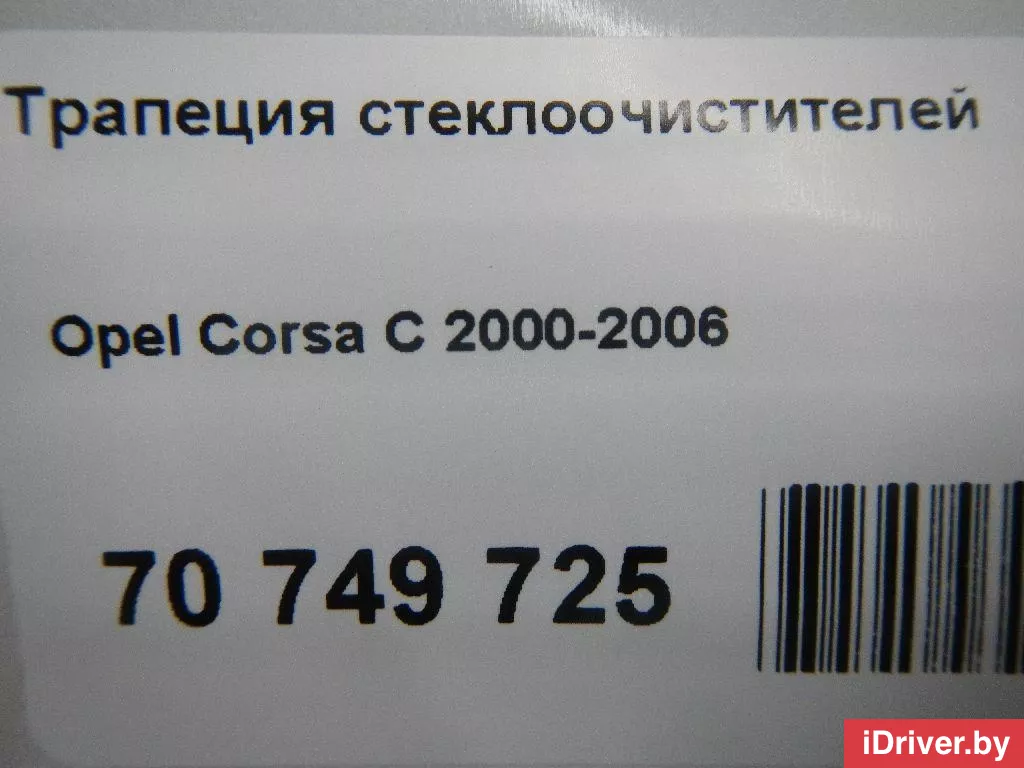 Трапеция стеклоочистителей
Opel Corsa C 2000-2006
70 749 725
iDriver.by